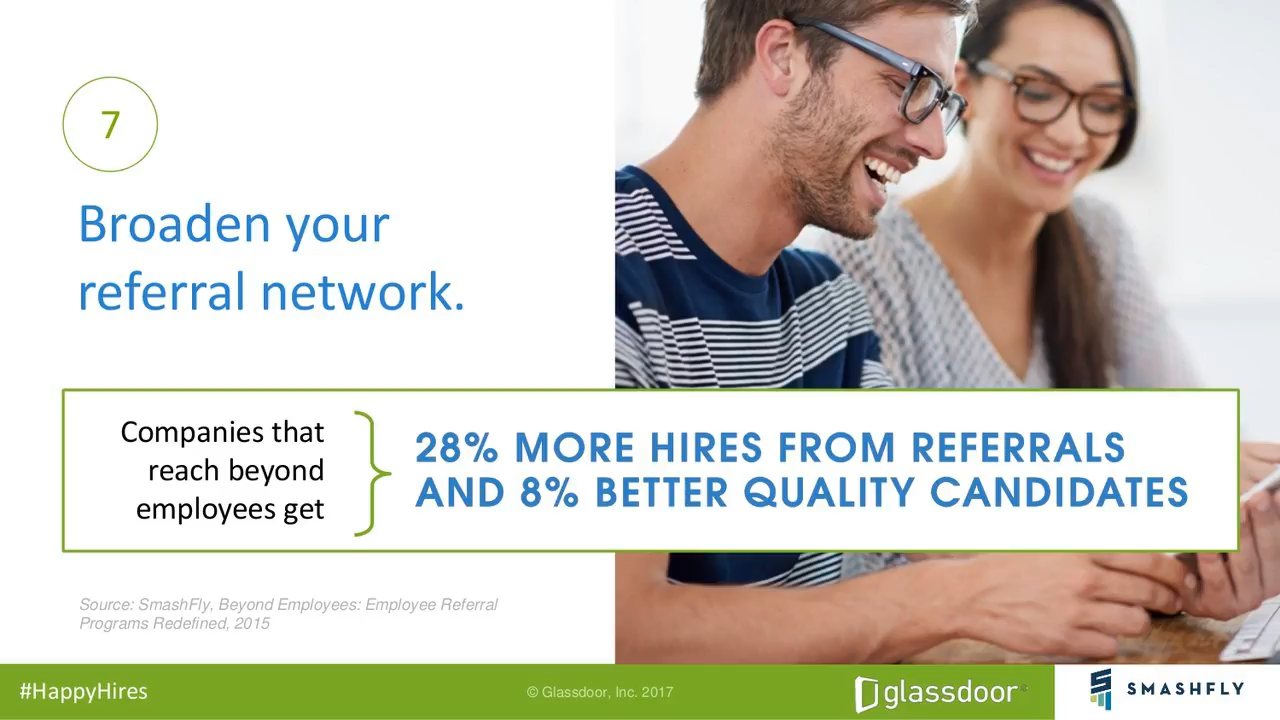 7
Broaden your
referral network.
Companies that
reach beyond
employees get
28% MORE HIRES FROM REFERRALS
AND 8% BETTER QUALITY CANDIDATES
Source: SmashFly, Beyond Employees: Employee Referral
Programs Redefined, 2015
#HappyHires
© Glassdoor, Inc. 2017
glassdoor
SMASHFLY